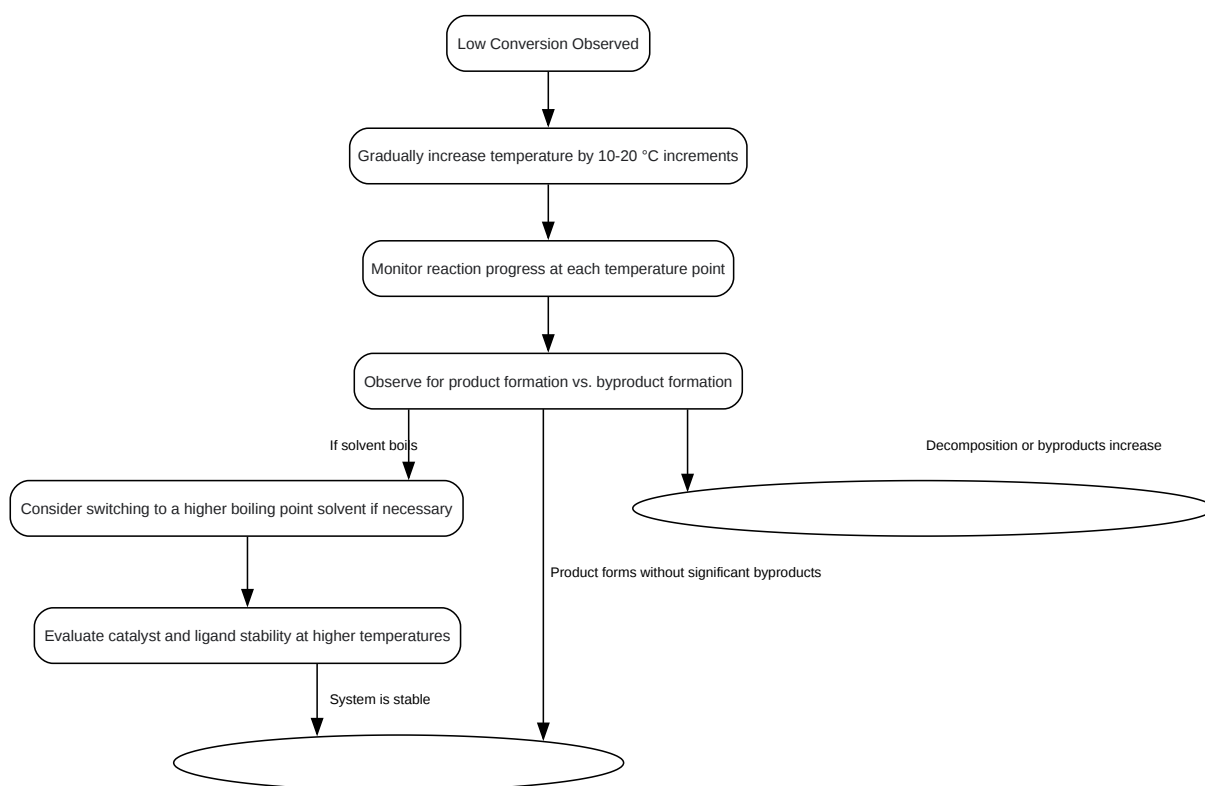 Low Conversion Observed
Gradually increase temperature by 10-20 °C increments
Monitor reaction progress at each temperature point
Observe for product formation vs. byproduct formation
If solvent boils
Decomposition or byproducts increase
Consider switching to a higher boiling point solvent if necessary
Product forms without significant byproducts
Evaluate catalyst and ligand stability at higher temperatures
System is stable